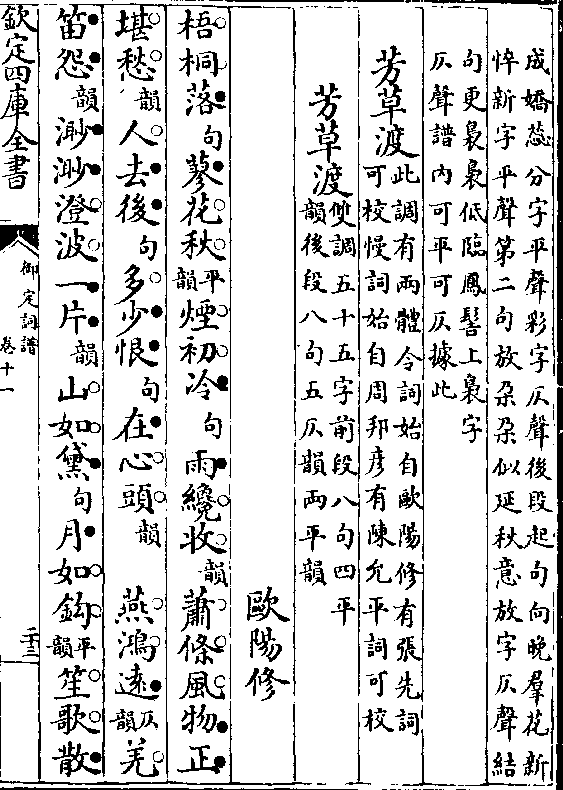 成嬌蕊分字平聲彩字仄聲後段起句向晚羣花新
悴新字平聲第二句放朶朶似延秋意放字仄聲結
句更裊裊低臨鳳髻上裊字
仄聲譜内可平可仄據此
芳草渡此調有兩體令詞始自歐陽修有張先詞
可校慢詞始自周邦彦有陳允平詞可校
芳草渡雙調五十五字前段八句四平
韻後段八句五仄韻兩平韻
歐陽修
梧桐落句蓼花秋平韻煙初冷句雨纔收韻蕭條風物正
堪愁韻人去後句多少恨句在心頭韻 燕鴻遠仄韻羌
笛怨韻渺渺澄波一片韻山如黛句月如鈎平韻笙歌散
欽定四庫全書
御定詞譜
卷十一
二十三